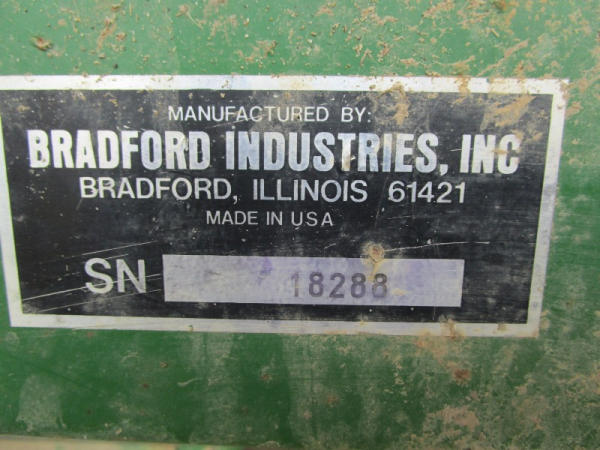 MANUFACTURED BY:
BRADFORD INDUSTRIES, INC
BRADFORD, ILLINOIS 61421
MADE IN USA
SN 18288